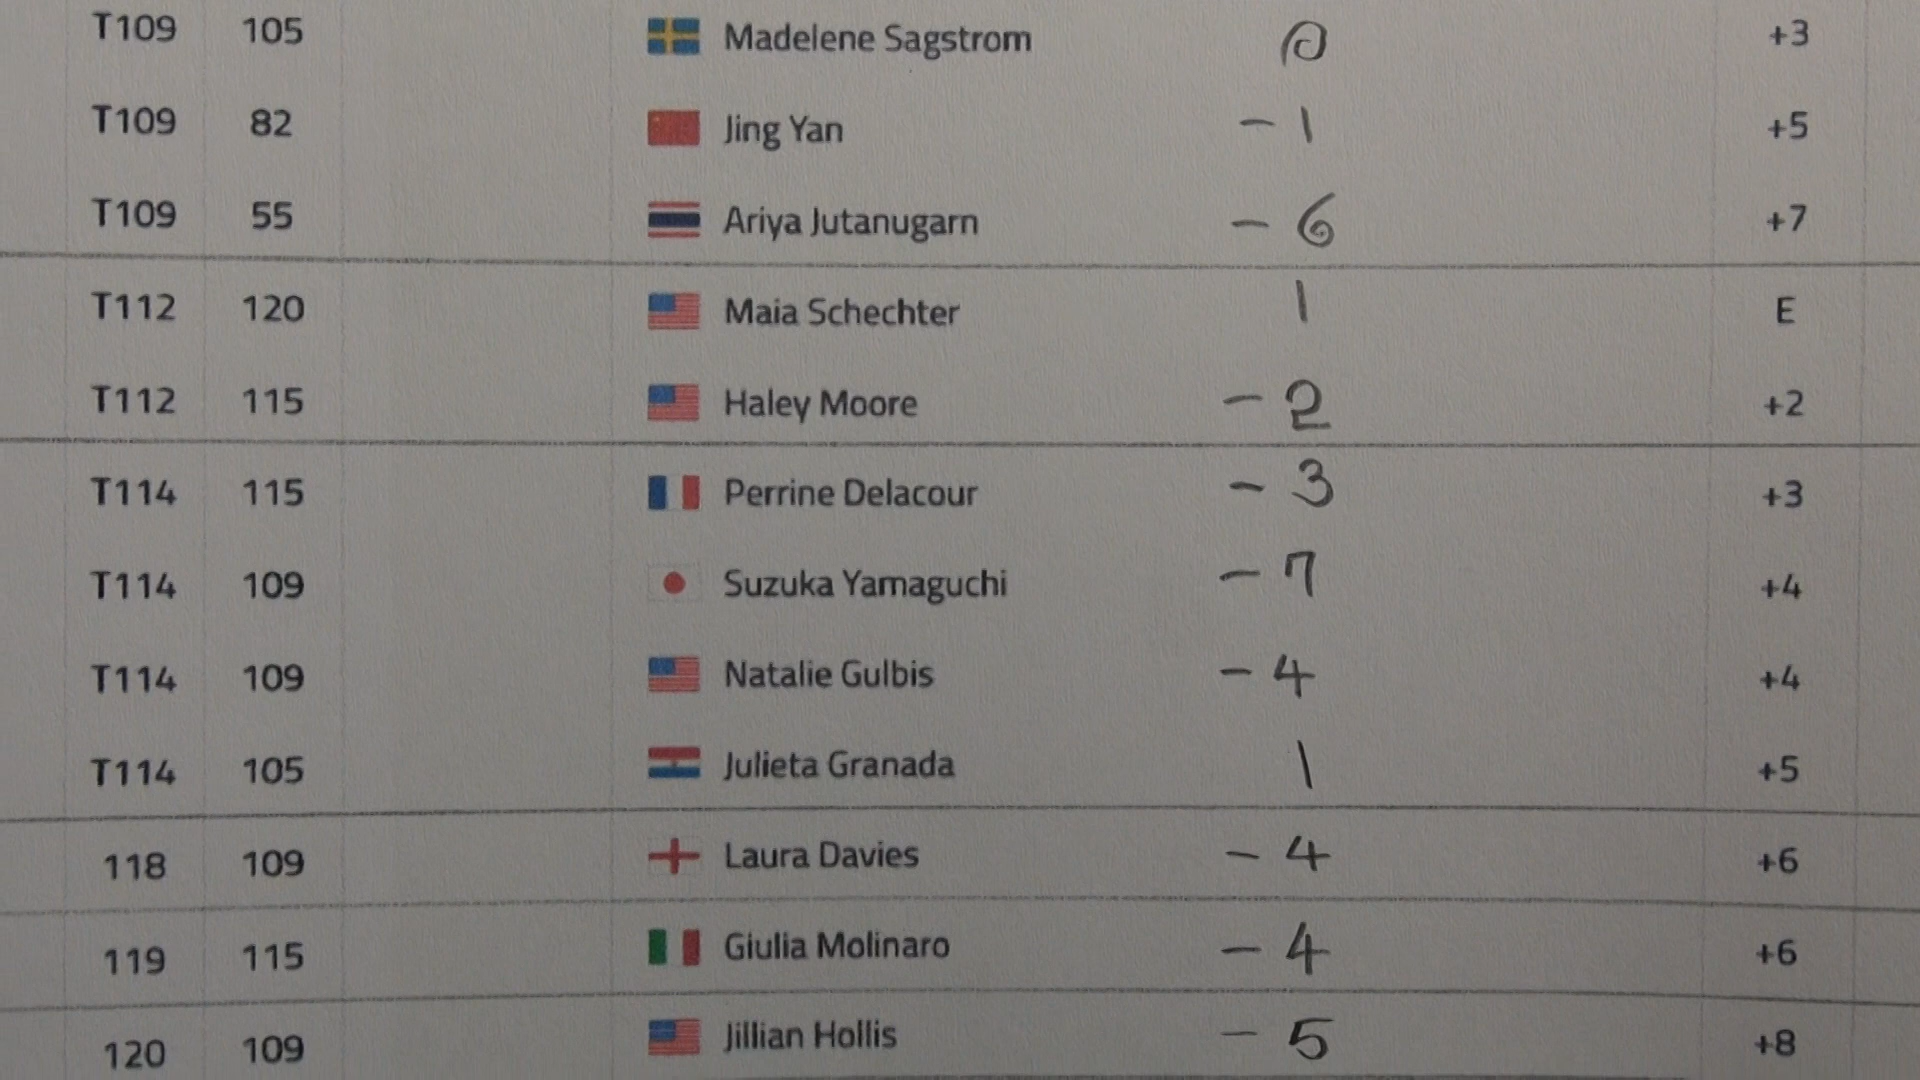 T109 105 Madelene Sagstrom 0 +3
T109 82 Jing Yan - 1 +5
T109 55 Ariya Jutanugarn - 6 +7
T112 120 Maia Schechter 1 E
T112 115 Haley Moore - 2 +2
T114 115 Perrine Delacour - 3 +3
T114 109 Suzuka Yamaguchi - 7 +4
T114 109 Natalie Gulbis - 4 +4
T114 105 Julieta Granada 1 +5
118 109 Laura Davies - 4 +6
119 115 Giulia Molinaro - 4 +6
120 109 Jillian Hollis - 5 +8